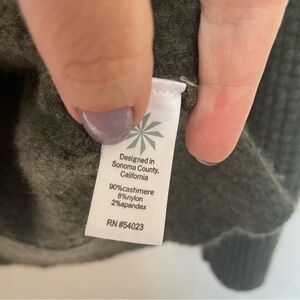 Designed in
Sonoma County,
California
90%cashmere
8%nylon
2%spandex
RN #54023